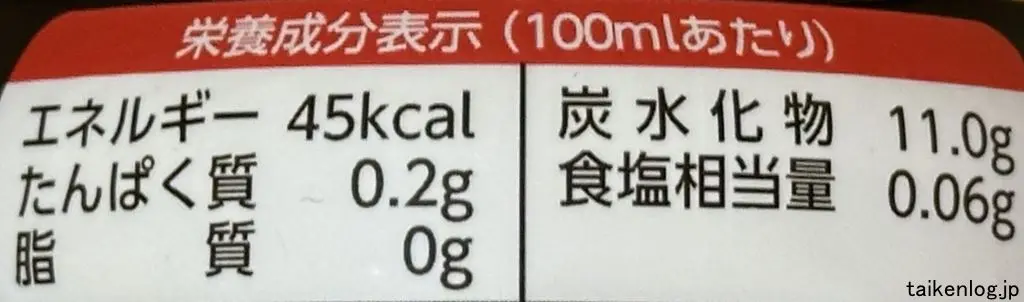 栄養成分表示(100mlあたり)
エネルギー 45kcal
たんぱく質 0.2g
脂質 0g
炭水化物 11.0g
食塩相当量 0.06g
taikenlog.jp